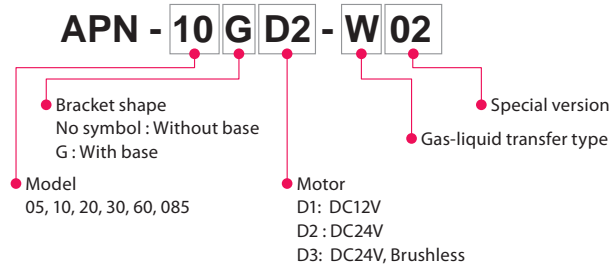 APN - 10 G D2 - W 02
Bracket shape
No symbol : Without base
G : With base
Special version
Gas-liquid transfer type
Model
05, 10, 20, 30, 60, 085
Motor
D1: DC12V
D2 : DC24V
D3: DC24V, Brushless